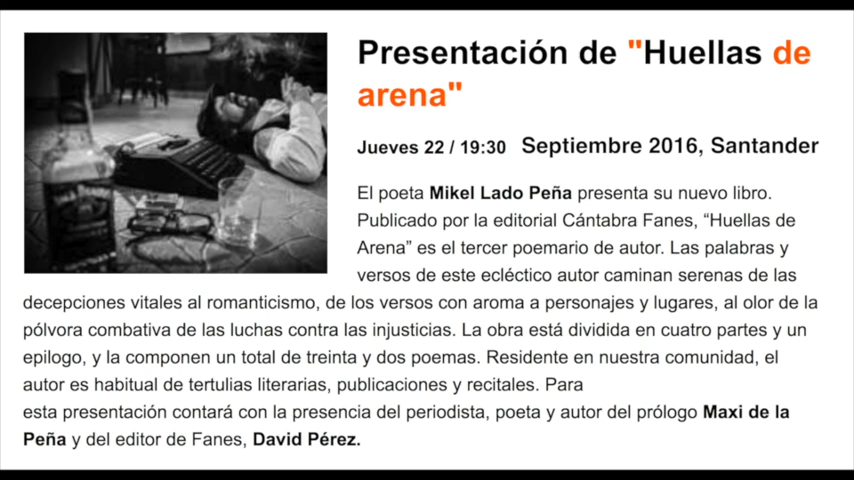 Presentación de "Huellas de
arena"
Jueves 22 / 19:30 Septiembre 2016, Santander
El poeta Mikel Lado Peña presenta su nuevo libro.
Publicado por la editorial Cántabra Fanes, “Huellas de
Arena” es el tercer poemario de autor. Las palabras y
versos de este ecléctico autor caminan serenas de las
decepciones vitales al romanticismo, de los versos con aroma a personajes y lugares, al olor de la
pólvora combativa de las luchas contra las injusticias. La obra está dividida en cuatro partes y un
epilogo, y la componen un total de treinta y dos poemas. Residente en nuestra comunidad, el
autor es habitual de tertulias literarias, publicaciones y recitales. Para
esta presentación contará con la presencia del periodista, poeta y autor del prólogo Maxi de la
Peña y del editor de Fanes, David Pérez.